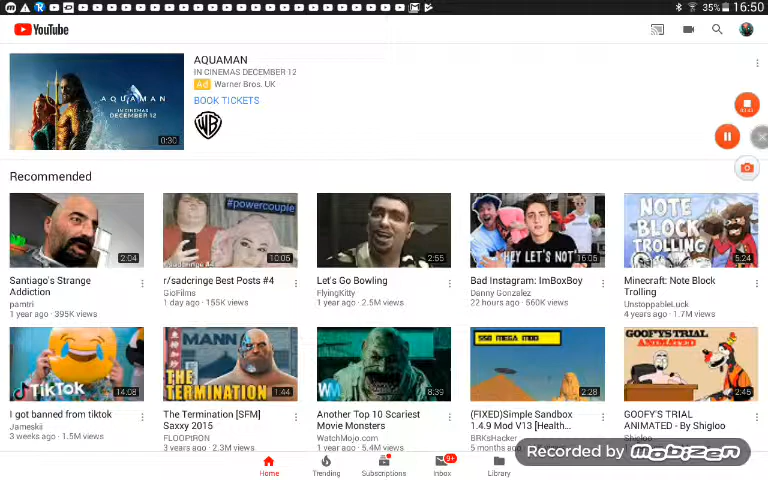 35% 16:50
YouTube
AQUAMAN
IN CINEMAS DECEMBER 12
Ad Warner Bros. UK
BOOK TICKETS
AQUAMAN
IN CINEMAS
DECEMBER 12
0:30
Recommended
#powercouple
r/sadcringe
HEY LET'S NOT
NOTE
BLOCK
TROLLING
2:04
10:05
2:55
16:05
5:24
Santiago's Strange
Addiction
pamtri
1 year ago · 395K views
r/sadcringe Best Posts #4
GioFilms
1 day ago · 155K views
Let's Go Bowling
FlyingKitty
1 year ago · 2.5M views
Bad Instagram: ImBoxBoy
Danny Gonzalez
22 hours ago · 560K views
Minecraft: Note Block
Trolling
UnstoppableLuck
4 years ago · 1.7M views
TikTok
14:08
MANN
THE
TERMINATION
1:44
WM
8:39
550 MEGA MOD
2:28
GOOFY'S TRIAL
ANIMATED
2:45
I got banned from tiktok
Jameskii
3 weeks ago · 1.5M views
The Termination [SFM]
Saxxy 2015
FLOOPtRON
3 years ago · 2.3M views
Another Top 10 Scariest
Movie Monsters
WatchMojo.com
1 year ago · 5.4M views
(FIXED)Simple Sandbox
1.4.9 Mod V13 [Health...
BRKsHacker
5 months ago
GOOFY'S TRIAL
ANIMATED - By Shigloo
Shigloo
Recorded by mobizen
Home
Trending
Subscriptions
9+
Inbox
Library